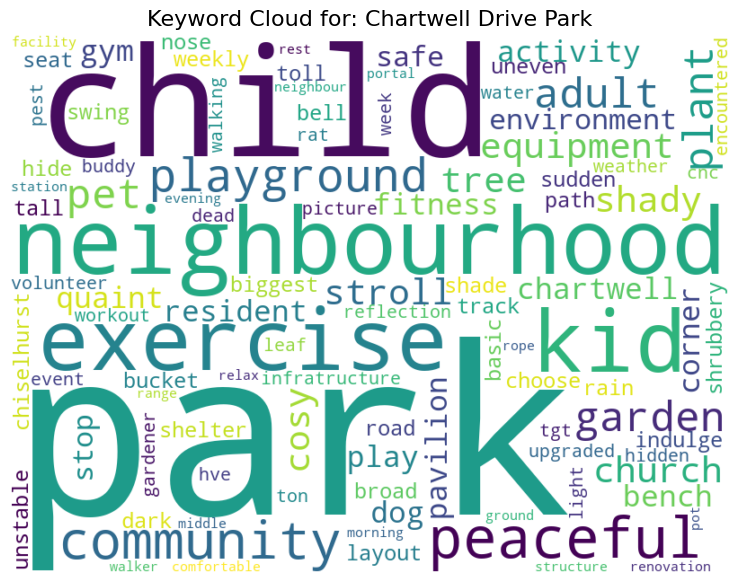 Keyword Cloud for: Chartwell Drive Park
facility
seat
gym
nose
weekly
child
toll
rest
portal
safe
activity
uneven
plant
encountered
pest
swing
walking
neighbour
bell
rat
week
water
adult
environment
equipment
hide
buddy
playground
tree
weather
cnc
station
pet
evening
sudden
shady
tall
dead
picture
fitness
path
neighbourhood
volunteer
quaint
biggest
stroll
shade
chartwell
corner
shrubbery
chiselhurst
workout
resident
reflection
track
exercise
leaf
basic
rope
kid
event
bucket
relax
infratructure
choose
rain
range
park
stop
gardener
shelter
cosy
road
pavilion
tgt
garden
upgraded
hidden
indulge
hve
play
church
unstable
ton
broad
light
bench
dark
middle
dog
ground
pot
community
morning
layout
peaceful
walker
comfortable
structure
renovation